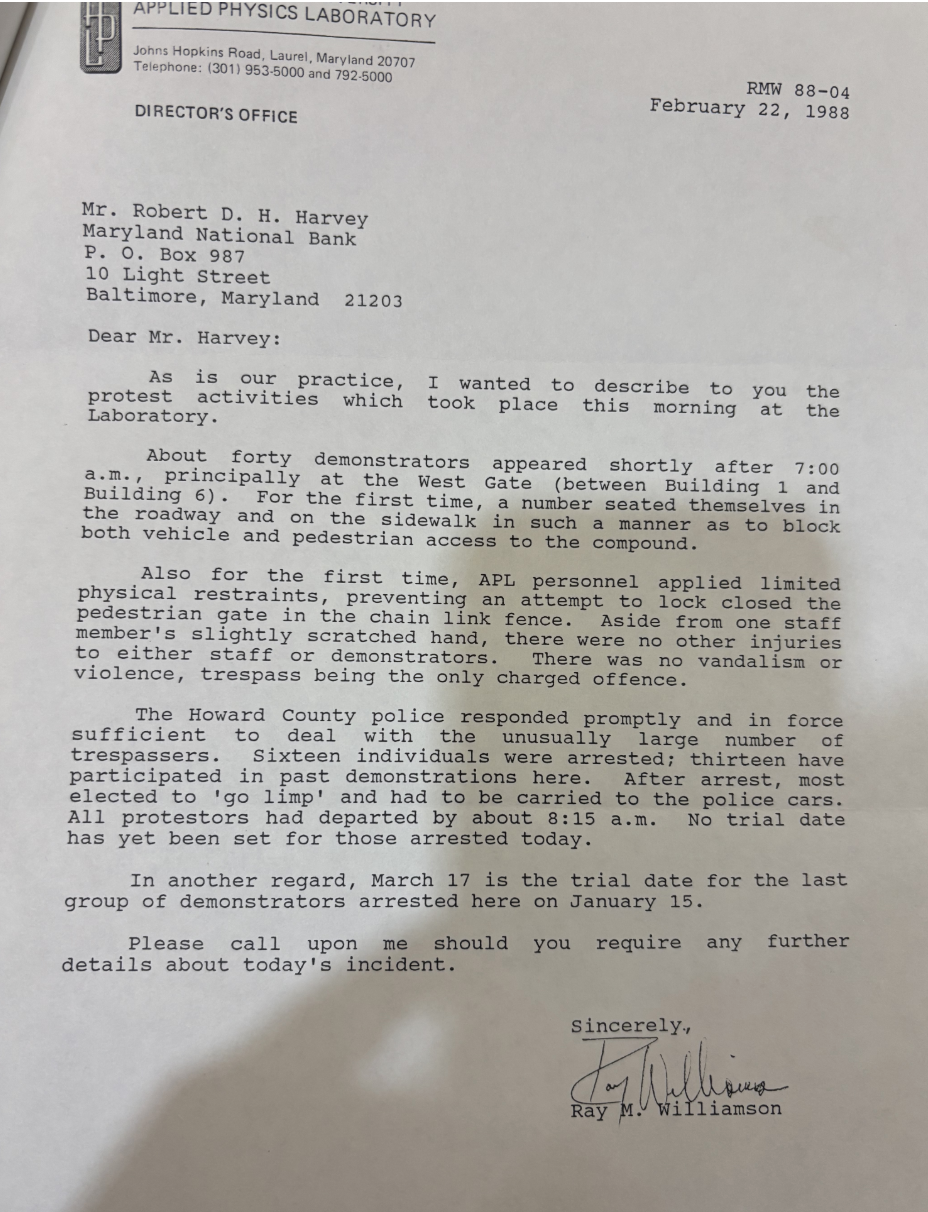 APPLIED PHYSICS LABORATORY
Johns Hopkins Road, Laurel, Maryland 20707
Telephone: (301) 953-5000 and 792-5000
DIRECTOR'S OFFICE
RMW 88-04
February 22, 1988
Mr. Robert D. H. Harvey
Maryland National Bank
P. O. Box 987
10 Light Street
Baltimore, Maryland 21203
Dear Mr. Harvey:
As is our practice, I wanted to describe to you the
protest activities which took place this morning at the
Laboratory.
About forty demonstrators appeared shortly after 7:00
a.m., principally at the West Gate (between Building 1 and
Building 6). For the first time, a number seated themselves in
the roadway and on the sidewalk in such a manner as to block
both vehicle and pedestrian access to the compound.
Also for the first time, APL personnel applied limited
physical restraints, preventing an attempt to lock closed the
pedestrian gate in the chain link fence. Aside from one staff
member's slightly scratched hand, there were no other injuries
to either staff or demonstrators. There was no vandalism or
violence, trespass being the only charged offence.
The Howard County police responded promptly and in force
sufficient to deal with the unusually large number of
trespassers. Sixteen individuals were arrested; thirteen have
participated in past demonstrations here. After arrest, most
elected to 'go limp' and had to be carried to the police cars.
All protestors had departed by about 8:15 a.m. No trial date
has yet been set for those arrested today.
In another regard, March 17 is the trial date for the last
group of demonstrators arrested here on January 15.
Please call upon me should you require any further
details about today's incident.
Sincerely,
Ray Williamson
Ray M. Williamson